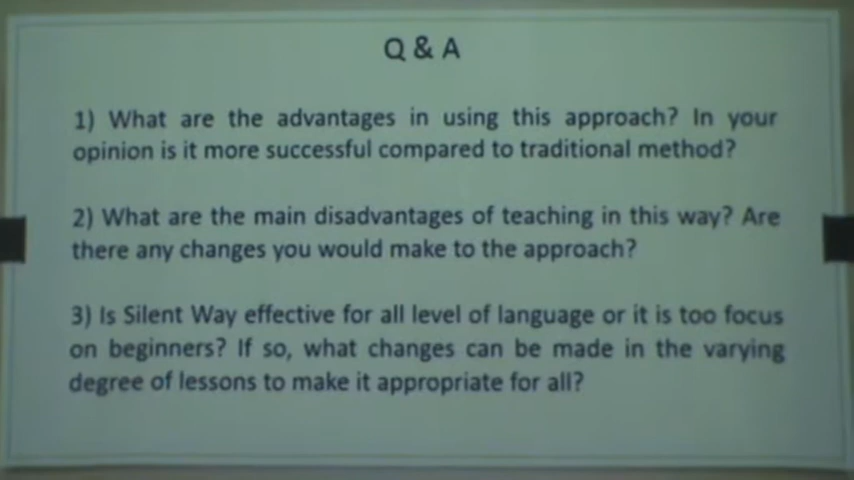 Q & A
1) What are the advantages in using this approach? In your
opinion is it more successful compared to traditional method?
2) What are the main disadvantages of teaching in this way? Are
there any changes you would make to the approach?
3) Is Silent Way effective for all level of language or it is too focus
on beginners? If so, what changes can be made in the varying
degree of lessons to make it appropriate for all?